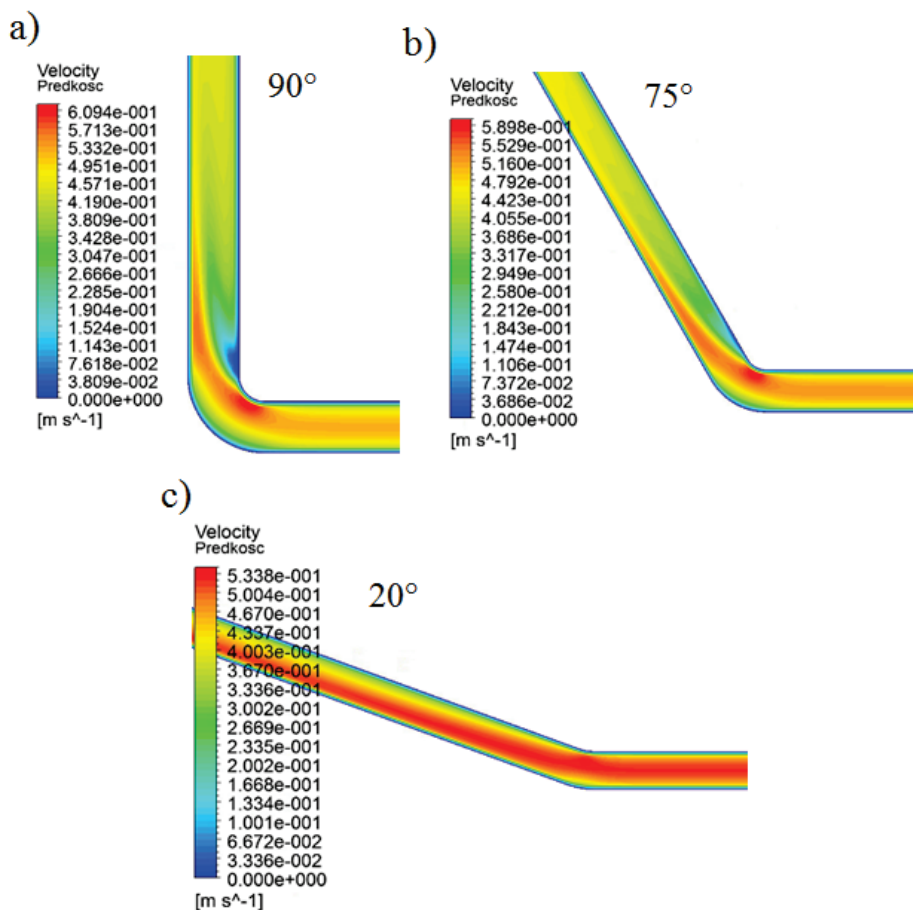 a)
90°
Velocity
Predkosc
6.094e-001
5.713e-001
5.332e-001
4.951e-001
4.571e-001
4.190e-001
3.809e-001
3.428e-001
3.047e-001
2.666e-001
2.285e-001
1.904e-001
1.524e-001
1.143e-001
7.618e-002
3.809e-002
0.000e+000
[m s^-1]
b)
75°
Velocity
Predkosc
5.898e-001
5.529e-001
5.160e-001
4.792e-001
4.423e-001
4.055e-001
3.686e-001
3.317e-001
2.949e-001
2.580e-001
2.212e-001
1.843e-001
1.474e-001
1.106e-001
7.372e-002
3.686e-002
0.000e+000
[m s^-1]
c)
20°
Velocity
Predkosc
5.338e-001
5.004e-001
4.670e-001
4.337e-001
4.003e-001
3.670e-001
3.336e-001
3.002e-001
2.669e-001
2.335e-001
2.002e-001
1.668e-001
1.334e-001
1.001e-001
6.672e-002
3.336e-002
0.000e+000
[m s^-1]